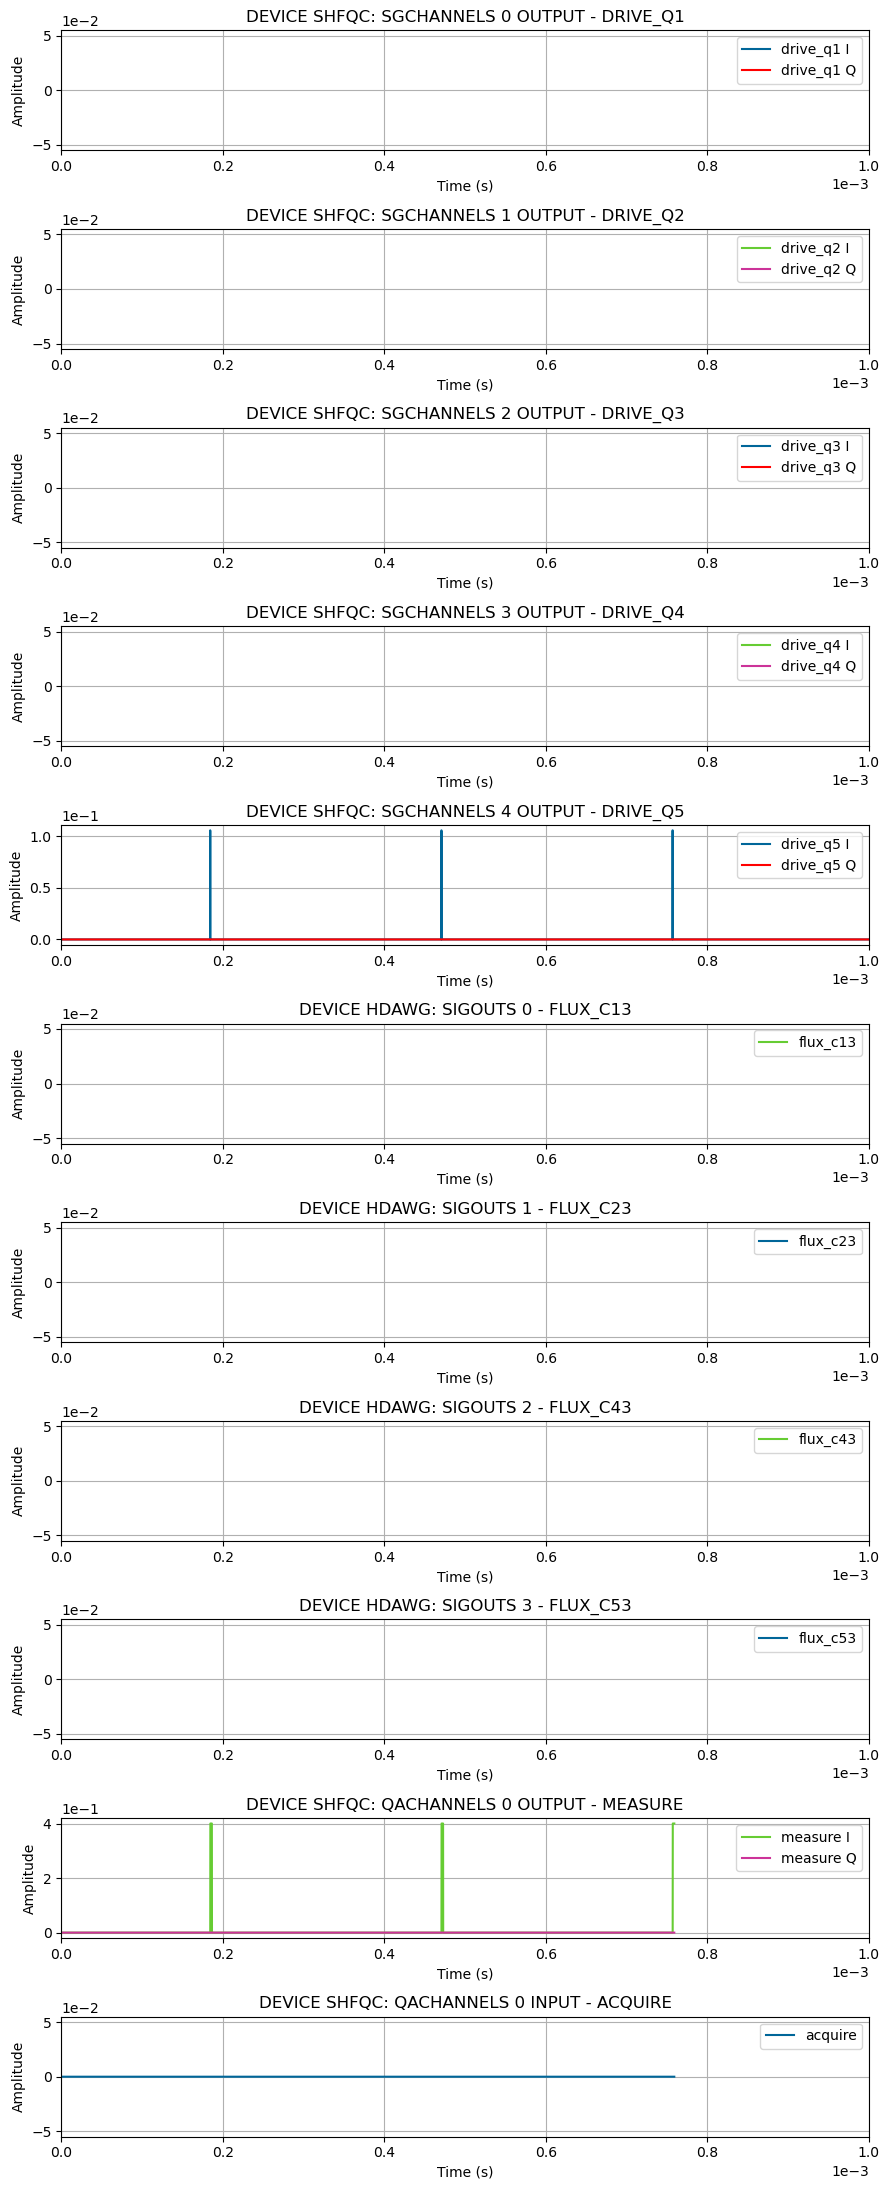 DEVICE SHFQC: SGCHANNELS 0 OUTPUT - DRIVE_Q1
1e−2
5
0
−5
Amplitude
drive_q1 I
drive_q1 Q
0.0 0.2 0.4 0.6 0.8 1.0
Time (s)
1e−3
DEVICE SHFQC: SGCHANNELS 1 OUTPUT - DRIVE_Q2
1e−2
5
0
−5
Amplitude
drive_q2 I
drive_q2 Q
0.0 0.2 0.4 0.6 0.8 1.0
Time (s)
1e−3
DEVICE SHFQC: SGCHANNELS 2 OUTPUT - DRIVE_Q3
1e−2
5
0
−5
Amplitude
drive_q3 I
drive_q3 Q
0.0 0.2 0.4 0.6 0.8 1.0
Time (s)
1e−3
DEVICE SHFQC: SGCHANNELS 3 OUTPUT - DRIVE_Q4
1e−2
5
0
−5
Amplitude
drive_q4 I
drive_q4 Q
0.0 0.2 0.4 0.6 0.8 1.0
Time (s)
1e−3
DEVICE SHFQC: SGCHANNELS 4 OUTPUT - DRIVE_Q5
1e−1
1.0
0.5
0.0
Amplitude
drive_q5 I
drive_q5 Q
0.0 0.2 0.4 0.6 0.8 1.0
Time (s)
1e−3
DEVICE HDAWG: SIGOUTS 0 - FLUX_C13
1e−2
5
0
−5
Amplitude
flux_c13
0.0 0.2 0.4 0.6 0.8 1.0
Time (s)
1e−3
DEVICE HDAWG: SIGOUTS 1 - FLUX_C23
1e−2
5
0
−5
Amplitude
flux_c23
0.0 0.2 0.4 0.6 0.8 1.0
Time (s)
1e−3
DEVICE HDAWG: SIGOUTS 2 - FLUX_C43
1e−2
5
0
−5
Amplitude
flux_c43
0.0 0.2 0.4 0.6 0.8 1.0
Time (s)
1e−3
DEVICE HDAWG: SIGOUTS 3 - FLUX_C53
1e−2
5
0
−5
Amplitude
flux_c53
0.0 0.2 0.4 0.6 0.8 1.0
Time (s)
1e−3
DEVICE SHFQC: QACHANNELS 0 OUTPUT - MEASURE
1e−1
4
2
0
Amplitude
measure I
measure Q
0.0 0.2 0.4 0.6 0.8 1.0
Time (s)
1e−3
DEVICE SHFQC: QACHANNELS 0 INPUT - ACQUIRE
1e−2
5
0
−5
Amplitude
acquire
0.0 0.2 0.4 0.6 0.8 1.0
Time (s)
1e−3